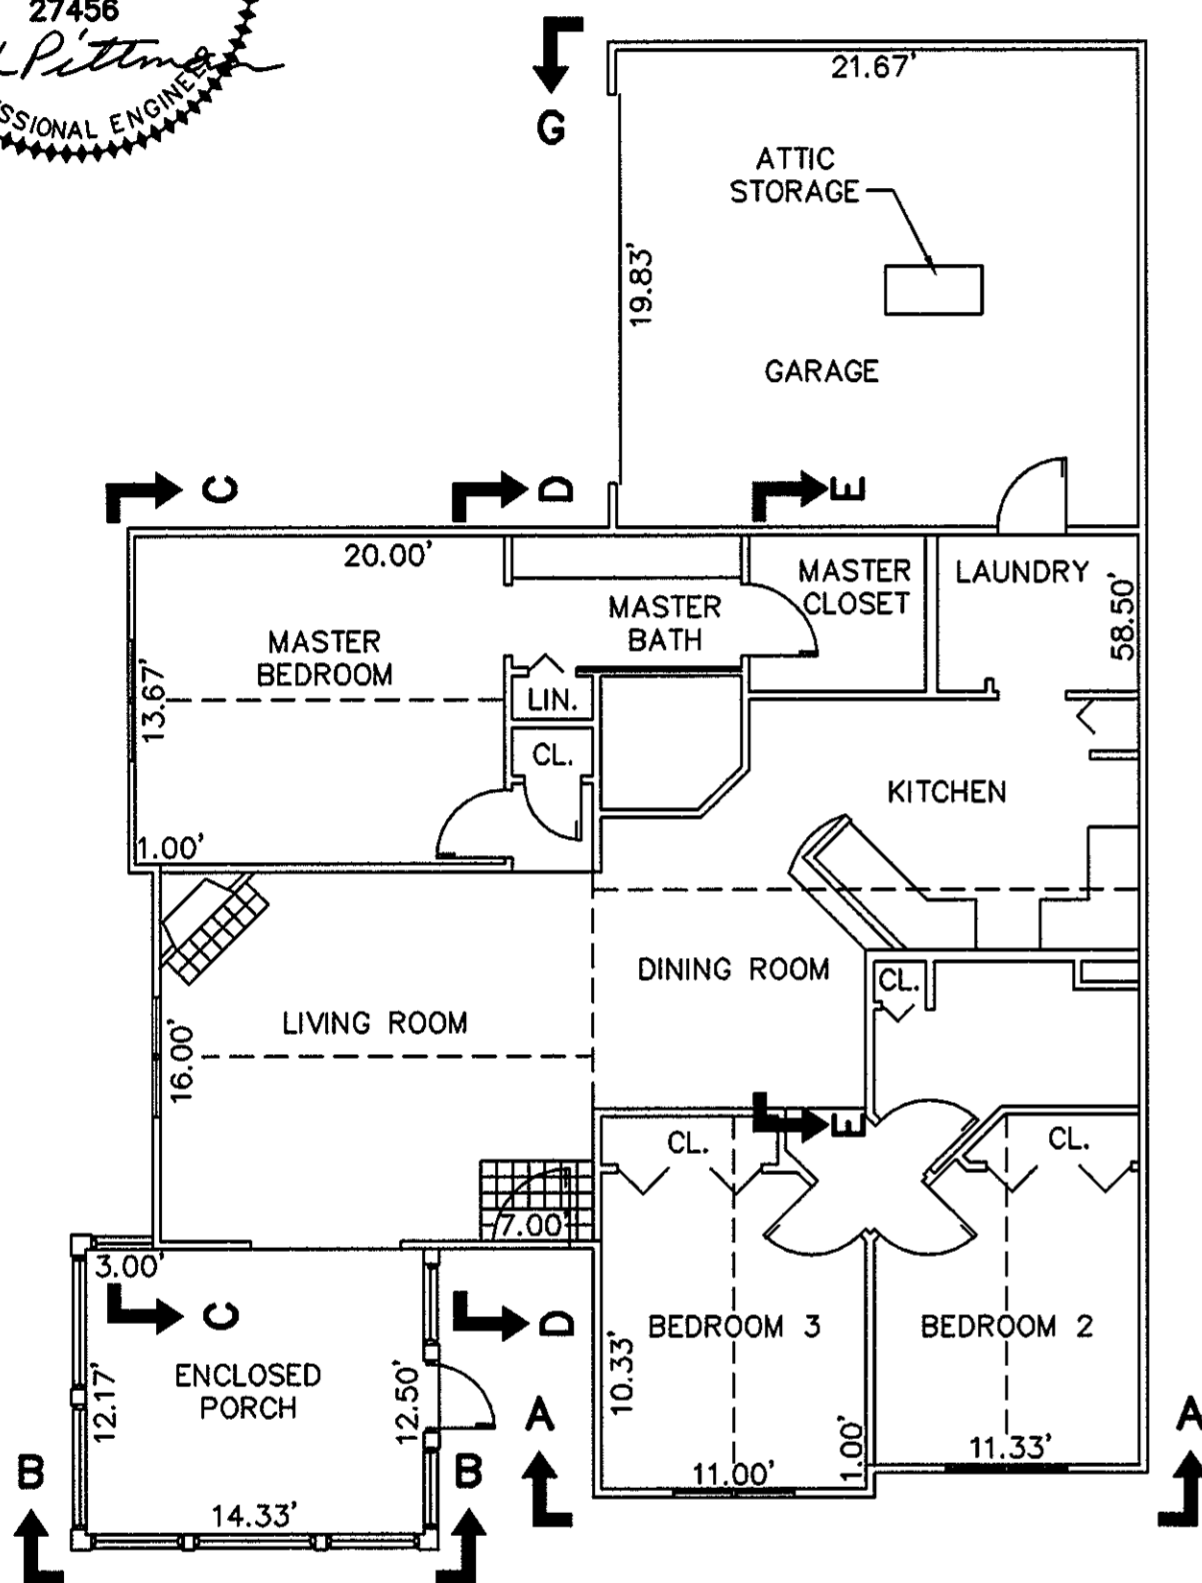 27456
Pittman
SSIONAL ENGINEE
G
21.67'
ATTIC
STORAGE
19.83'
GARAGE
C
D
E
20.00'
MASTER
BEDROOM
13.67'
1.00'
MASTER
BATH
MASTER
CLOSET
LAUNDRY
58.50'
LIN.
CL.
KITCHEN
DINING ROOM
CL.
LIVING ROOM
16.00'
E
CL.
CL.
7.00'
3.00'
C
D
BEDROOM 3
BEDROOM 2
10.33'
ENCLOSED
PORCH
12.17'
12.50'
A
A
1.00'
11.33'
11.00'
B
B
14.33'